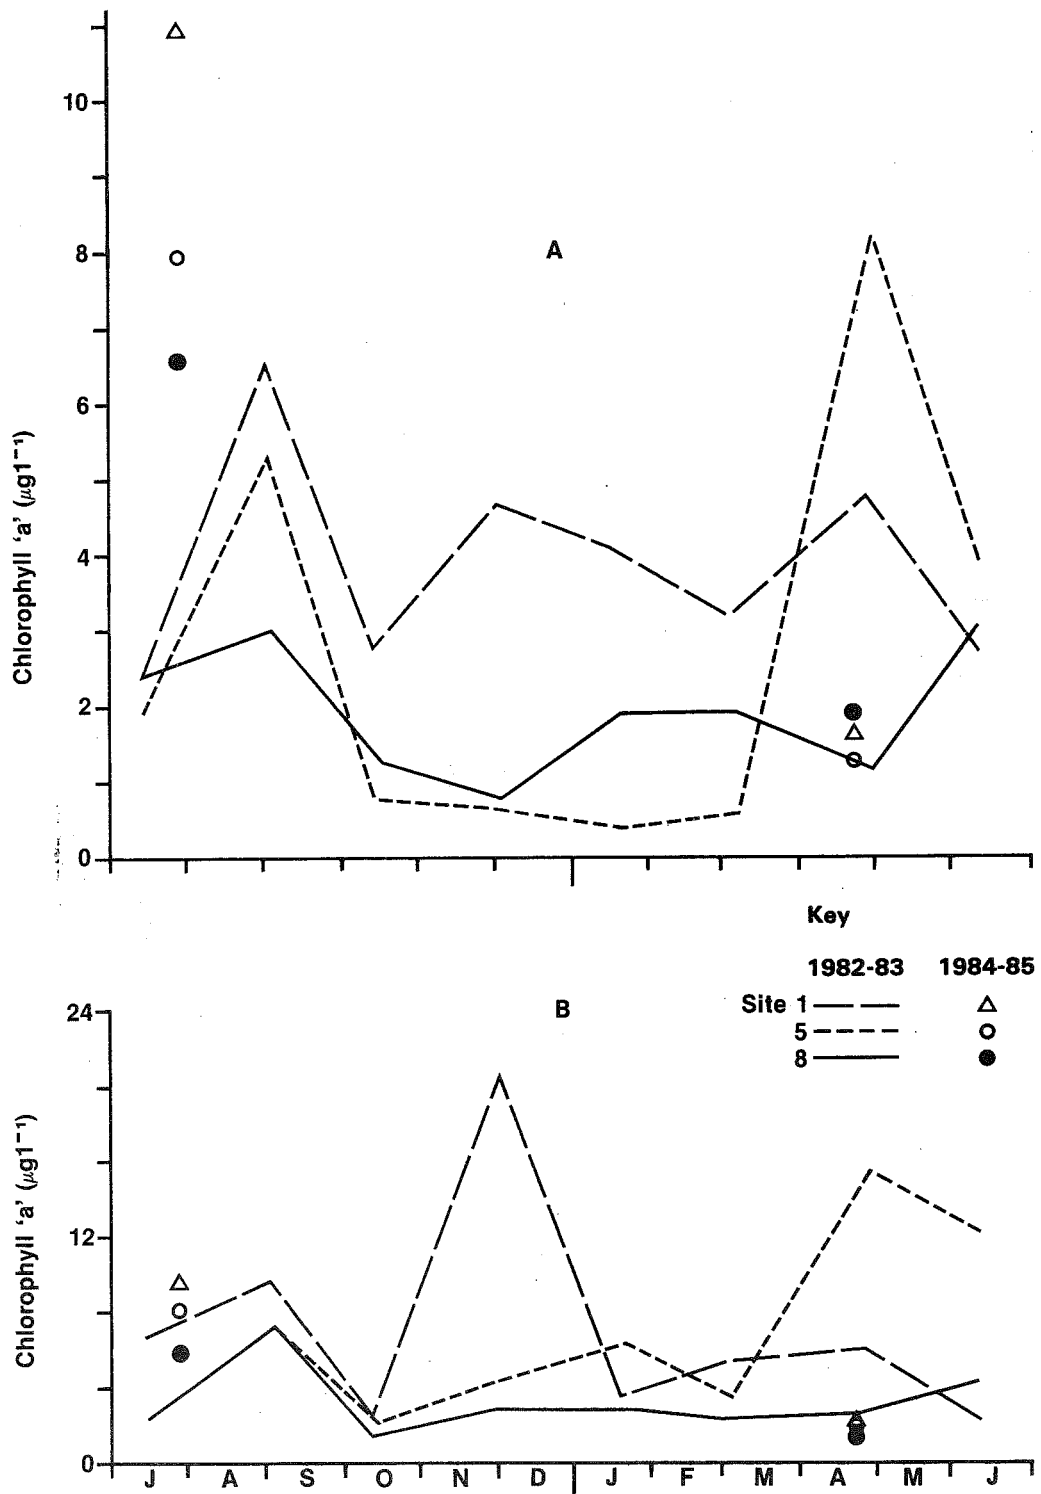 10
A
8
6
Chlorophyll ‘a’ (µg1⁻¹)
4
2
0
Key
1982-83 1984-85
24
B
Site 1
5
8
Chlorophyll ‘a’ (µg1⁻¹)
12
0
J A S O N D J F M A M J